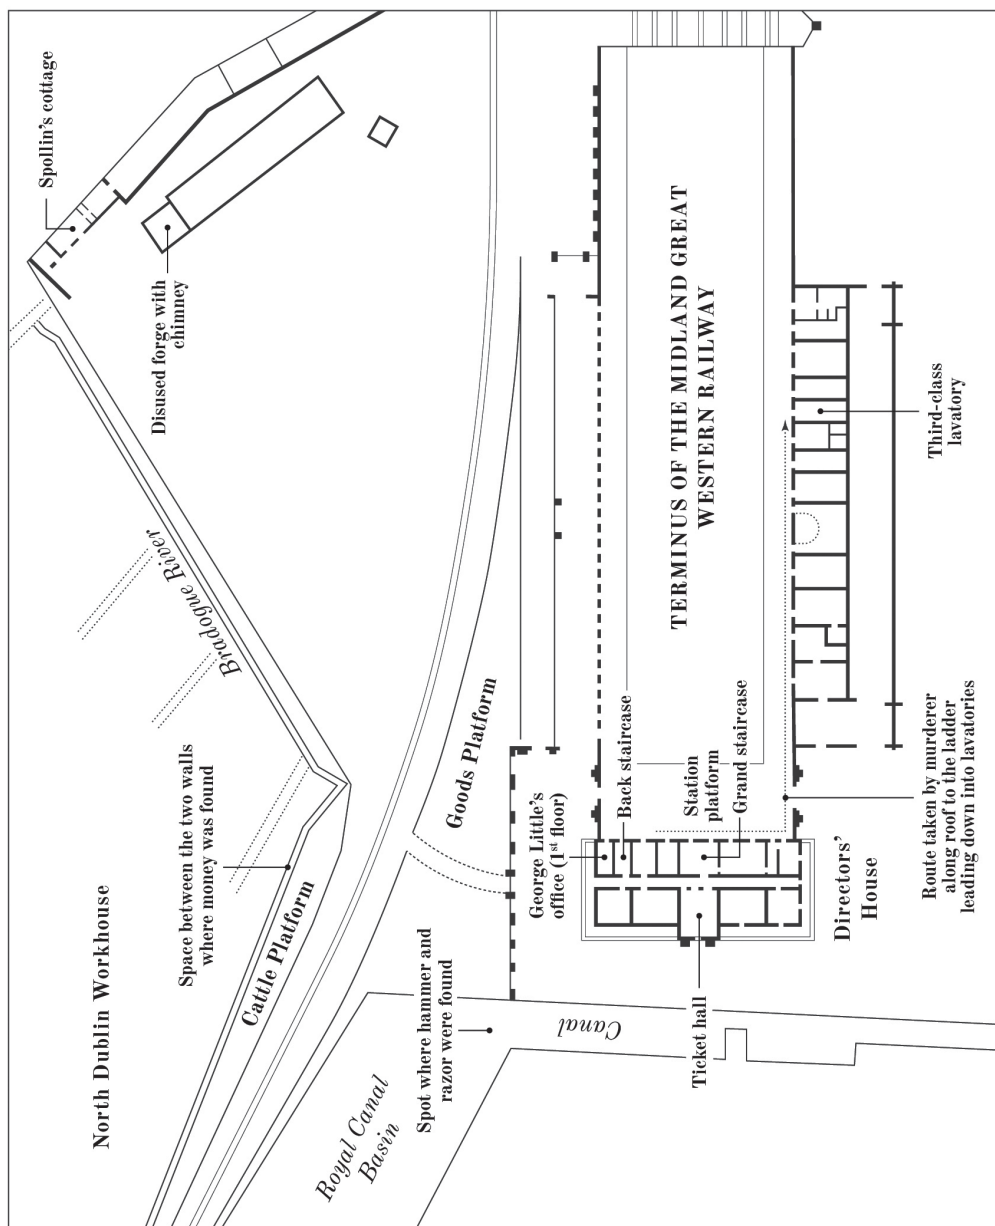 North Dublin Workhouse
Space between the two walls
where money was found
Bradogue River
Spollin's cottage
Disused forge with
chimney
Cattle Platform
Goods Platform
Royal Canal
Basin
Spot where hammer and
razor were found
Canal
George Little's
office (1st floor)
Back staircase
Station
platform
Grand staircase
TERMINUS OF THE MIDLAND GREAT
WESTERN RAILWAY
Ticket hall
Directors'
House
Route taken by murderer
along roof to the ladder
leading down into lavatories
Third-class
lavatory